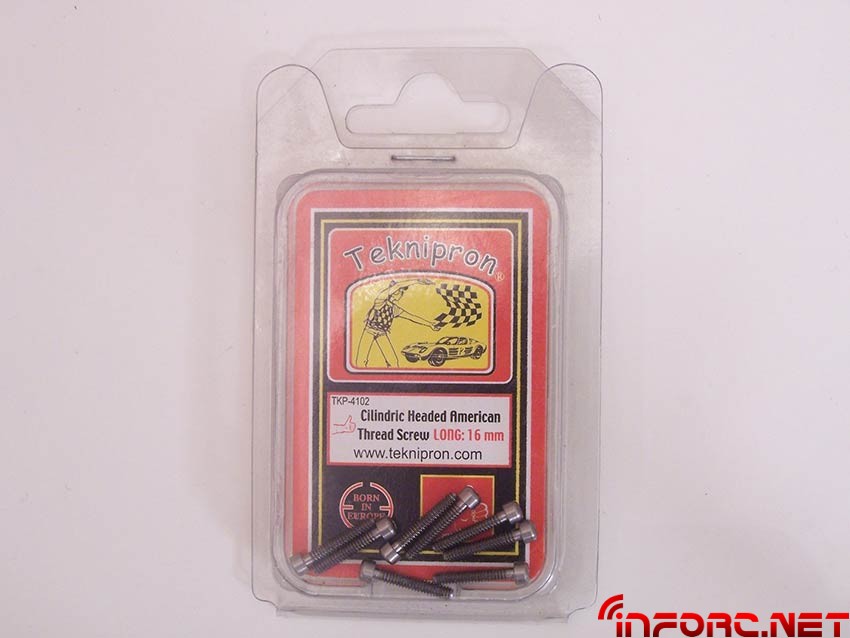 Teknipron®
TKP-4102
Cilindric Headed American
Thread Screw LONG: 16 mm
www.teknipron.com
BORN
IN
EUROPE
INFORC.NET